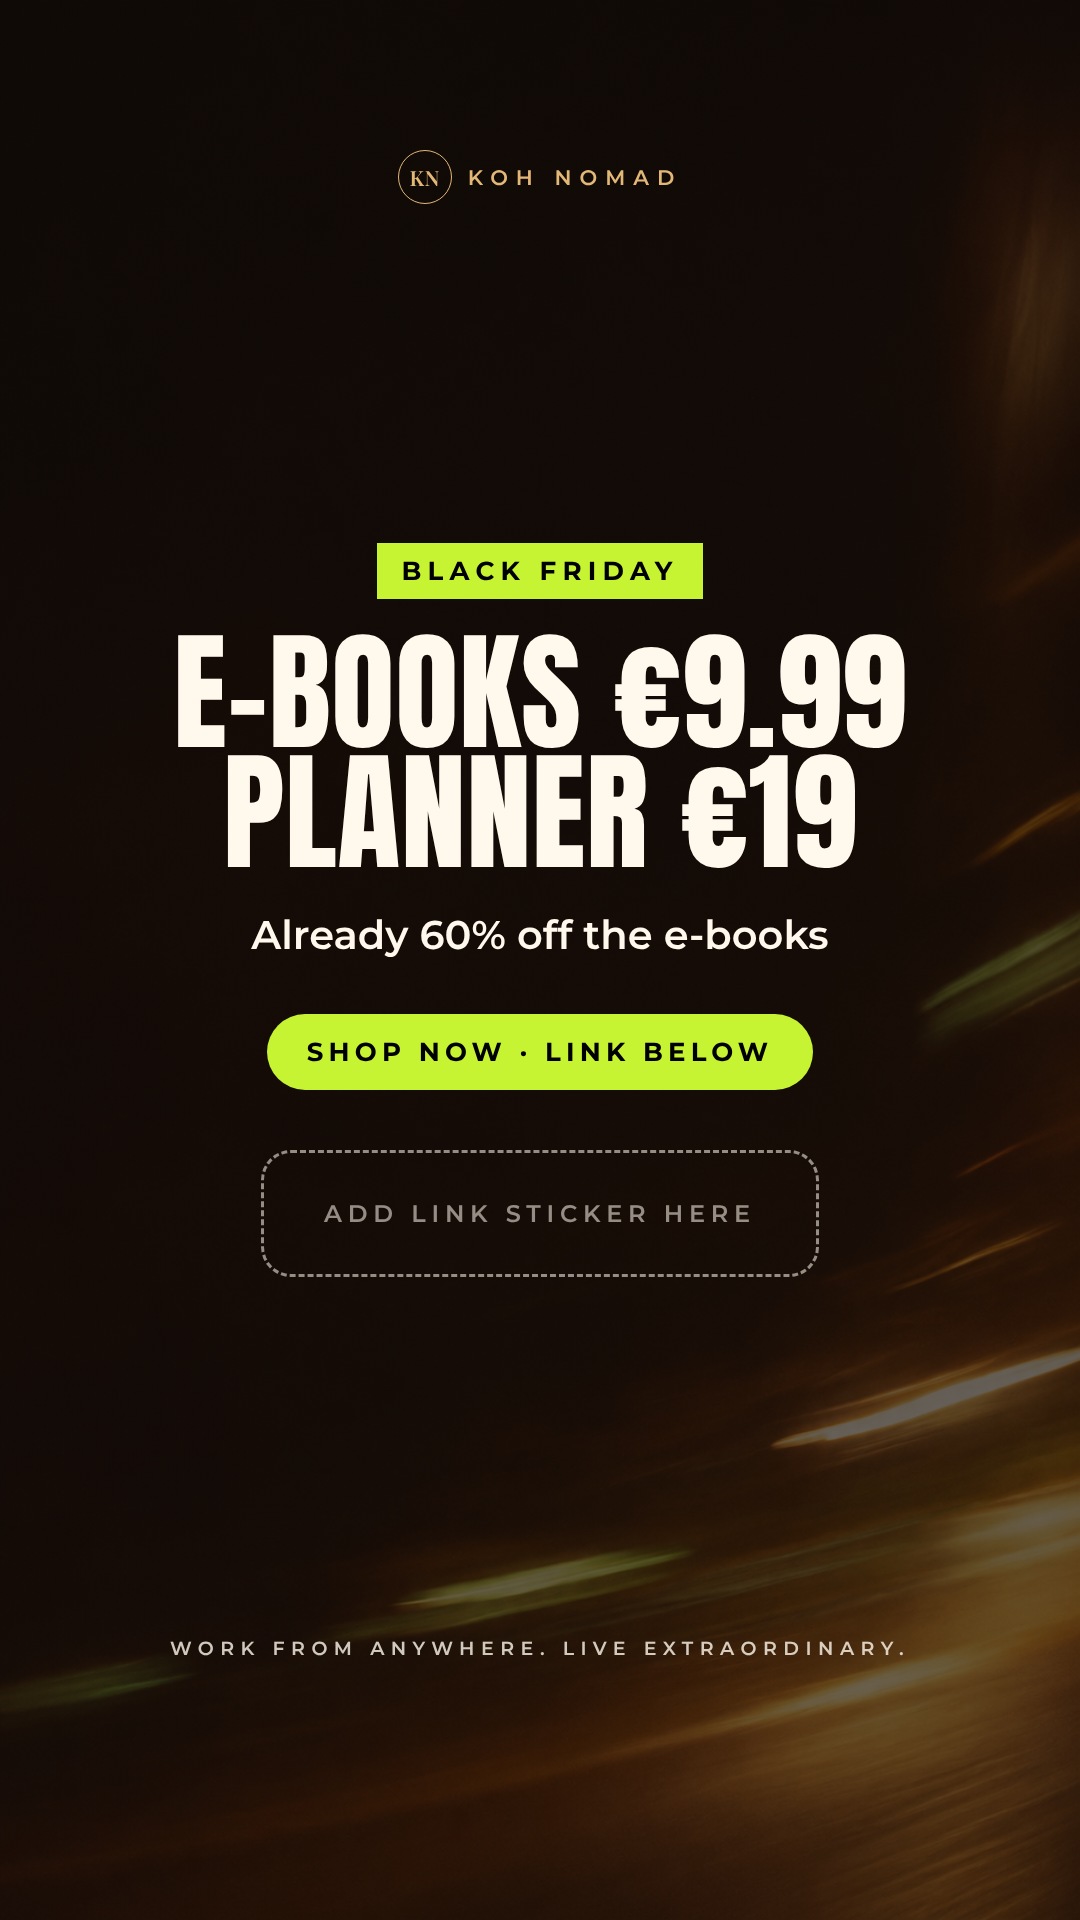 KN KOH NOMAD
BLACK FRIDAY
E-BOOKS €9.99
PLANNER €19
Already 60% off the e-books
SHOP NOW · LINK BELOW
ADD LINK STICKER HERE
WORK FROM ANYWHERE. LIVE EXTRAORDINARY.